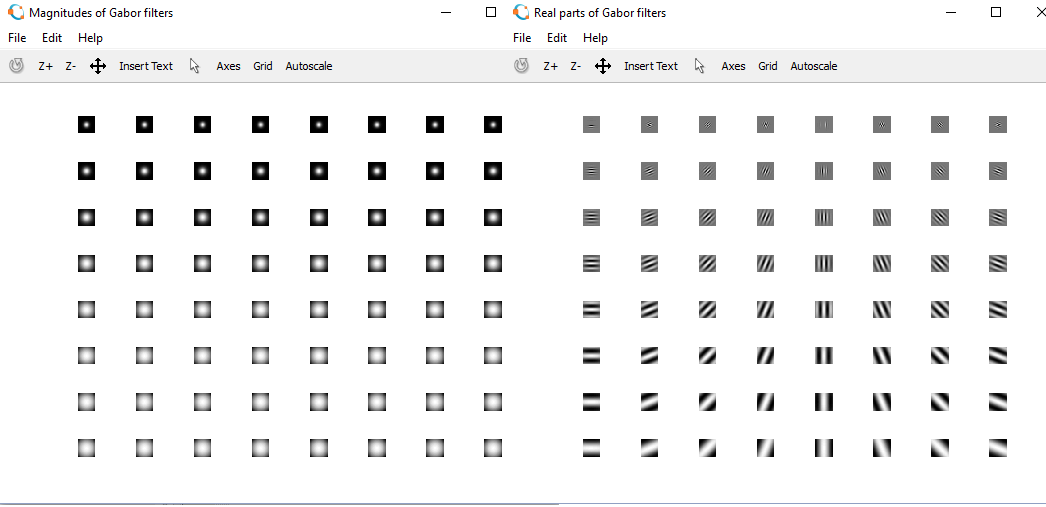 Magnitudes of Gabor filters
File Edit Help
Z+ Z- Insert Text Axes Grid Autoscale
Real parts of Gabor filters
File Edit Help
Z+ Z- Insert Text Axes Grid Autoscale